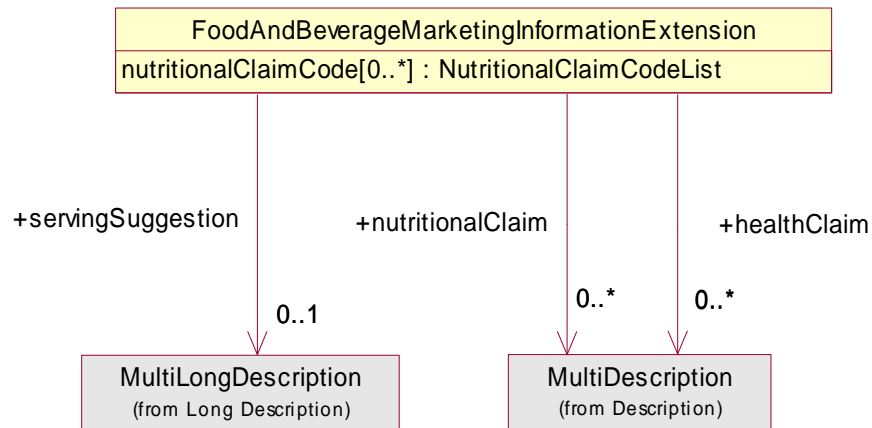 FoodAndBeverageMarketingInformationExtension
nutritionalClaimCode[0..*] : NutritionalClaimCodeList
+servingSuggestion
+nutritionalClaim
+healthClaim
0..1
0..*
0..*
MultiLongDescription
(from Long Description)
MultiDescription
(from Description)